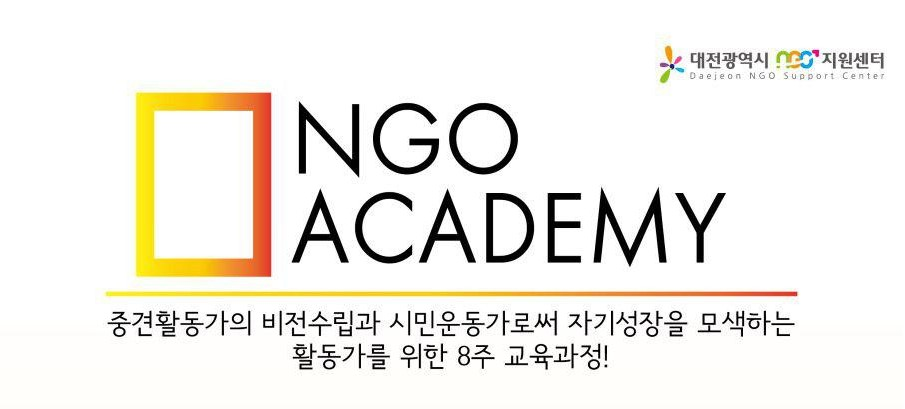 대전광역시 NGO 지원센터
Daejeon NGO Support Center
NGO
ACADEMY
중견활동가의 비전수립과 시민운동가로써 자기성장을 모색하는
활동가를 위한 8주 교육과정!